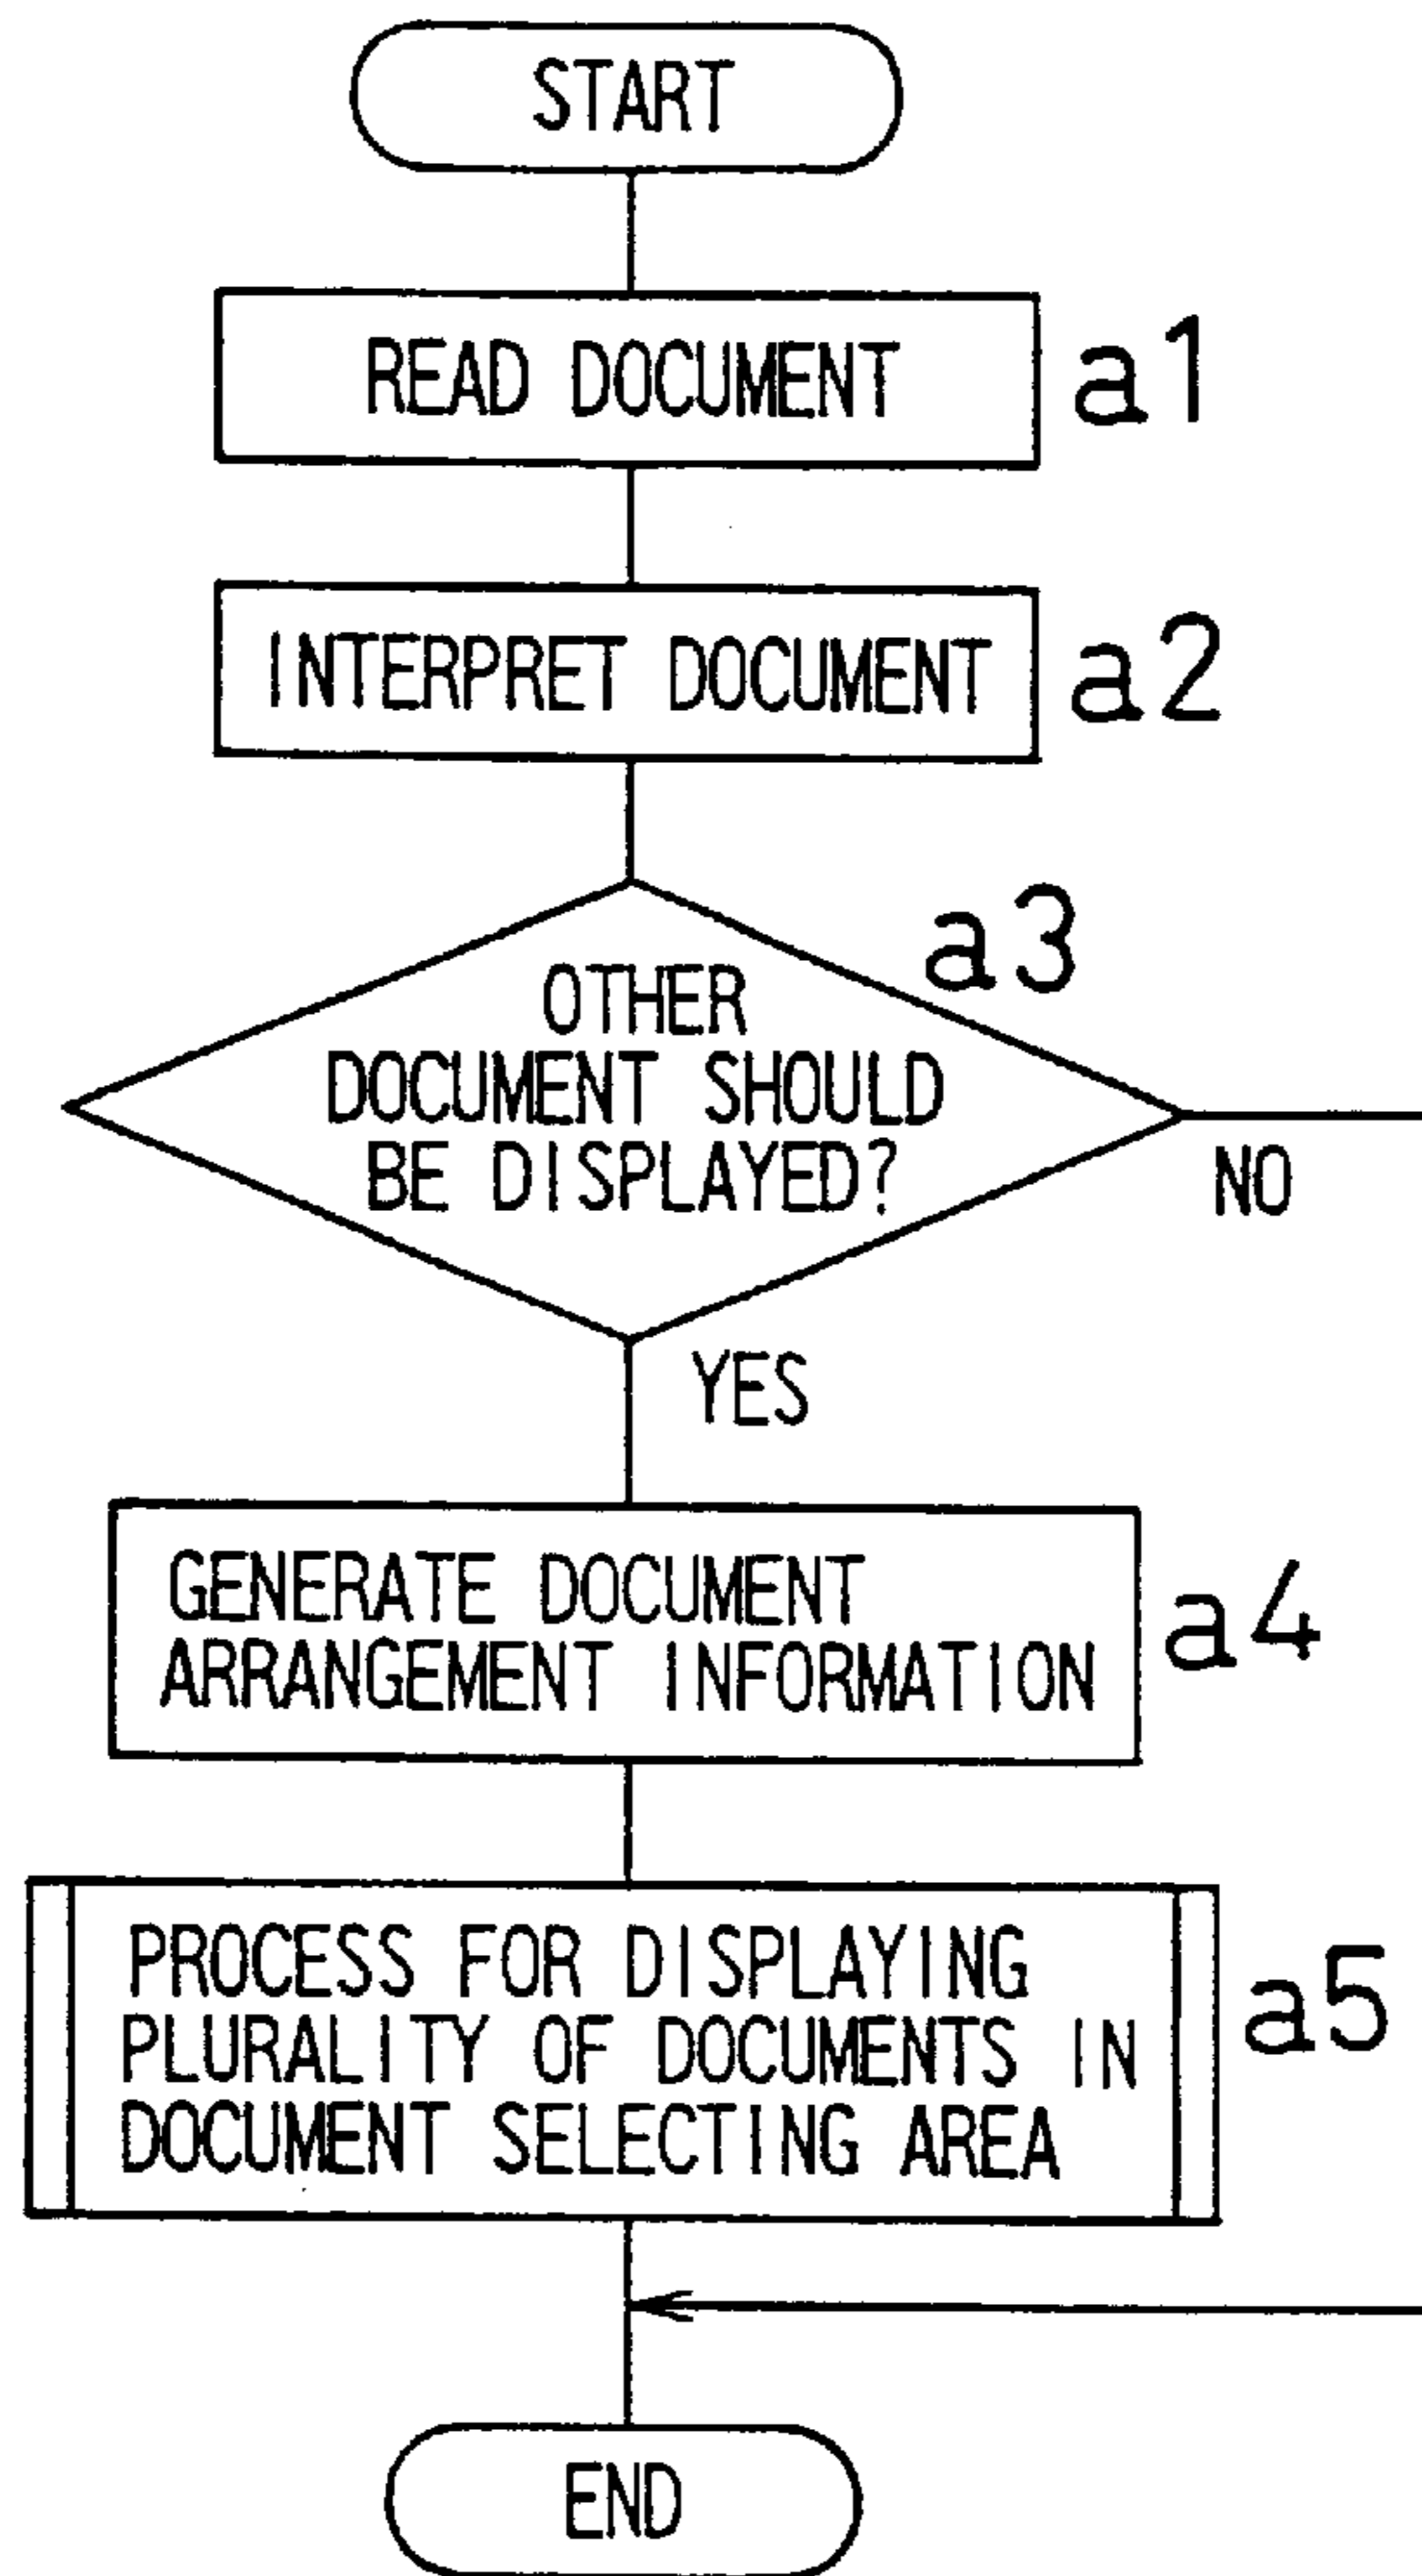 START
READ DOCUMENT
a1
INTERPRET DOCUMENT
a2
a3
OTHER
DOCUMENT SHOULD
BE DISPLAYED?
NO
YES
GENERATE DOCUMENT
ARRANGEMENT INFORMATION
a4
PROCESS FOR DISPLAYING
PLURALITY OF DOCUMENTS IN
DOCUMENT SELECTING AREA
a5
END